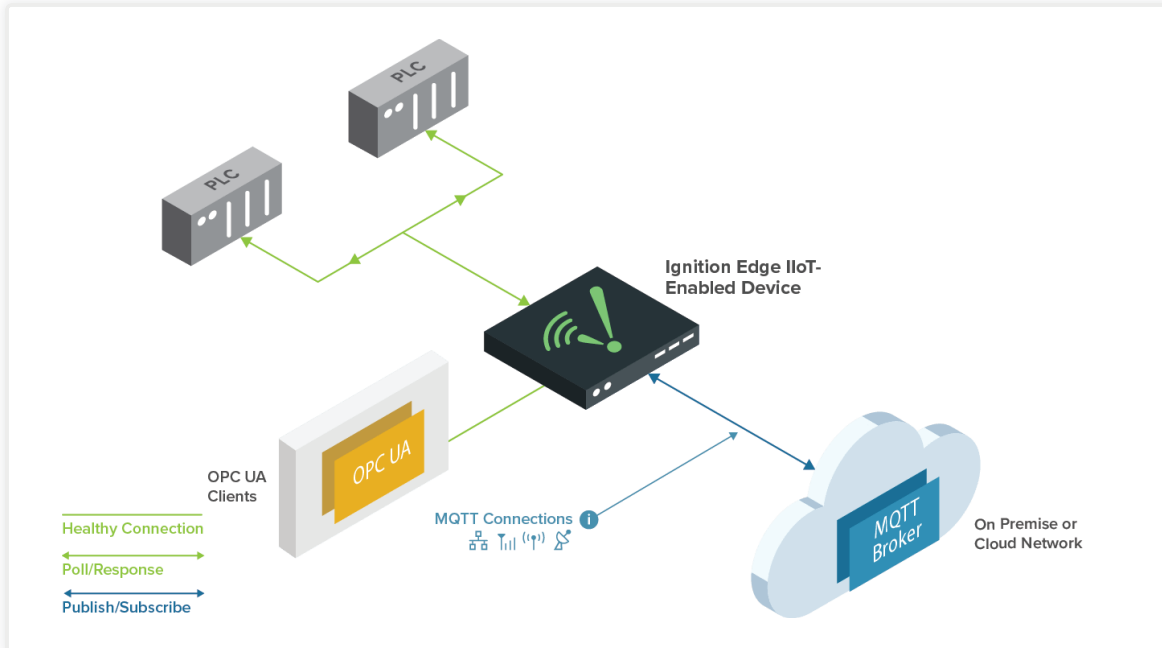 PLC
PLC
Ignition Edge IIoT-
Enabled Device
OPC UA
OPC UA
Clients
MQTT Connections i
MQTT
Broker
On Premise or
Cloud Network
Healthy Connection
Poll/Response
Publish/Subscribe